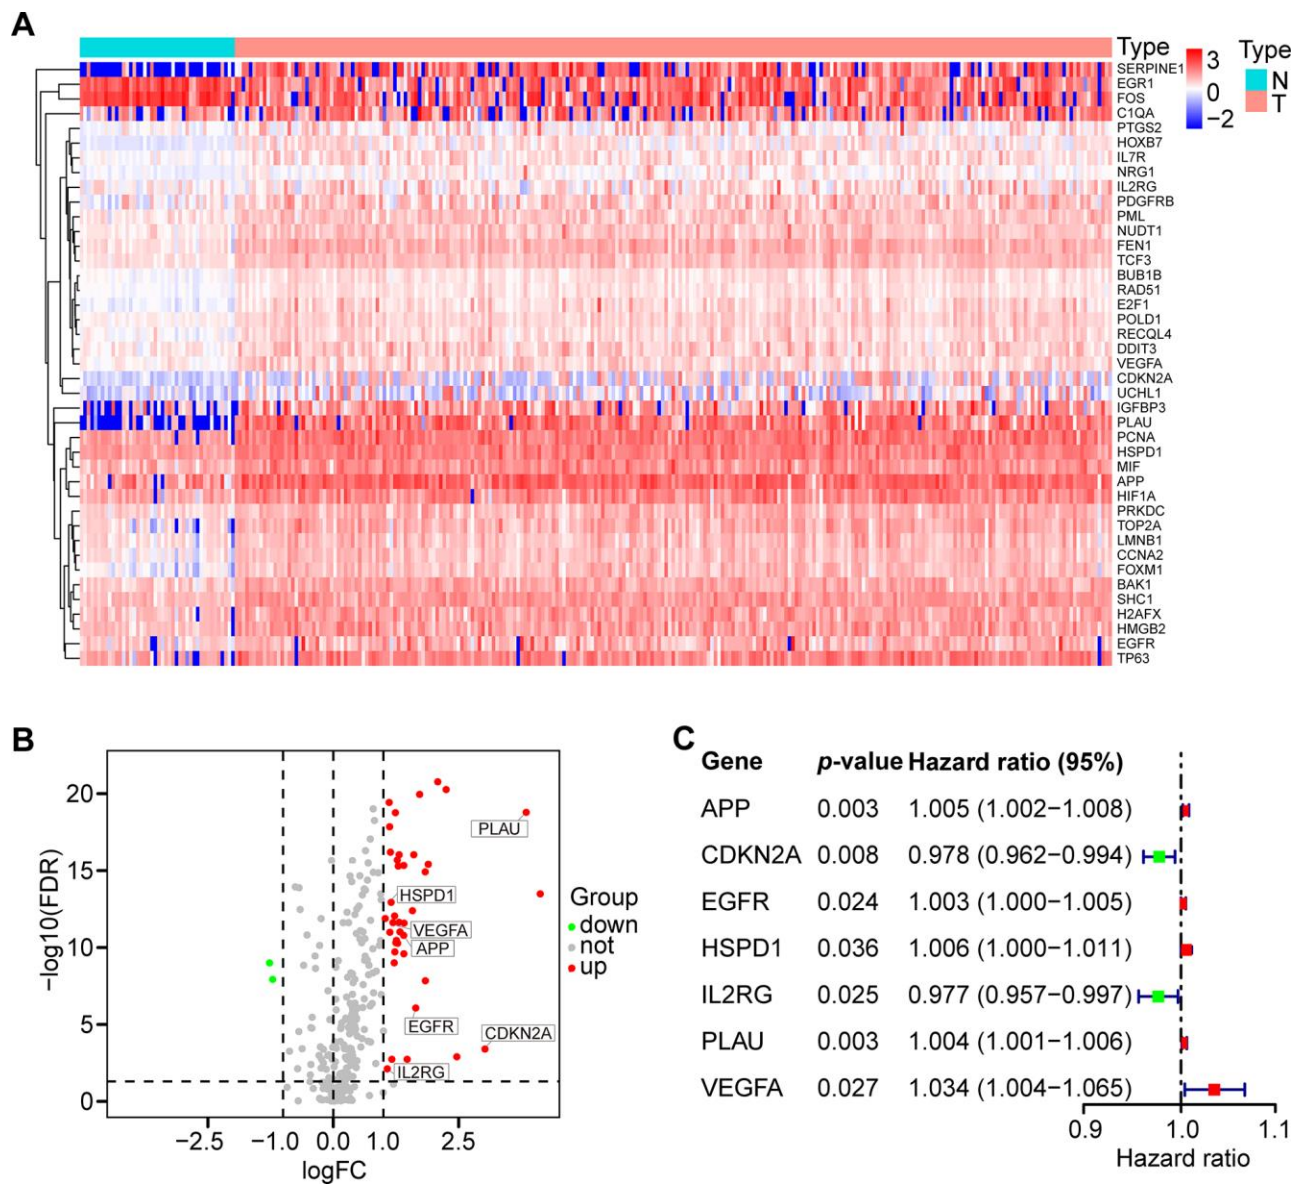 A
Type
SERPINE1
EGR1
FOS
C1QA
PTGS2
HOXB7
IL7R
NRG1
IL2RG
PDGFRB
PML
NUDT1
FEN1
TCF3
BUB1B
RAD51
E2F1
POLD1
RECQL4
DDIT3
VEGFA
CDKN2A
UCHL1
IGFBP3
PLAU
PCNA
HSPD1
MIF
APP
HIF1A
PRKDC
TOP2A
LMNB1
CCNA2
FOXM1
BAK1
SHC1
H2AFX
HMGB2
EGFR
TP63
3
0
−2
Type
N
T
B
−log10(FDR)
20
15
10
5
0
PLAU
HSPD1
VEGFA
APP
EGFR
CDKN2A
IL2RG
−2.5
−1.0
0.0
1.0
2.5
logFC
Group
down
not
up
C
Gene p-value Hazard ratio (95%)
APP 0.003 1.005 (1.002−1.008)
CDKN2A 0.008 0.978 (0.962−0.994)
EGFR 0.024 1.003 (1.000−1.005)
HSPD1 0.036 1.006 (1.000−1.011)
IL2RG 0.025 0.977 (0.957−0.997)
PLAU 0.003 1.004 (1.001−1.006)
VEGFA 0.027 1.034 (1.004−1.065)
0.9 1.0 1.1
Hazard ratio